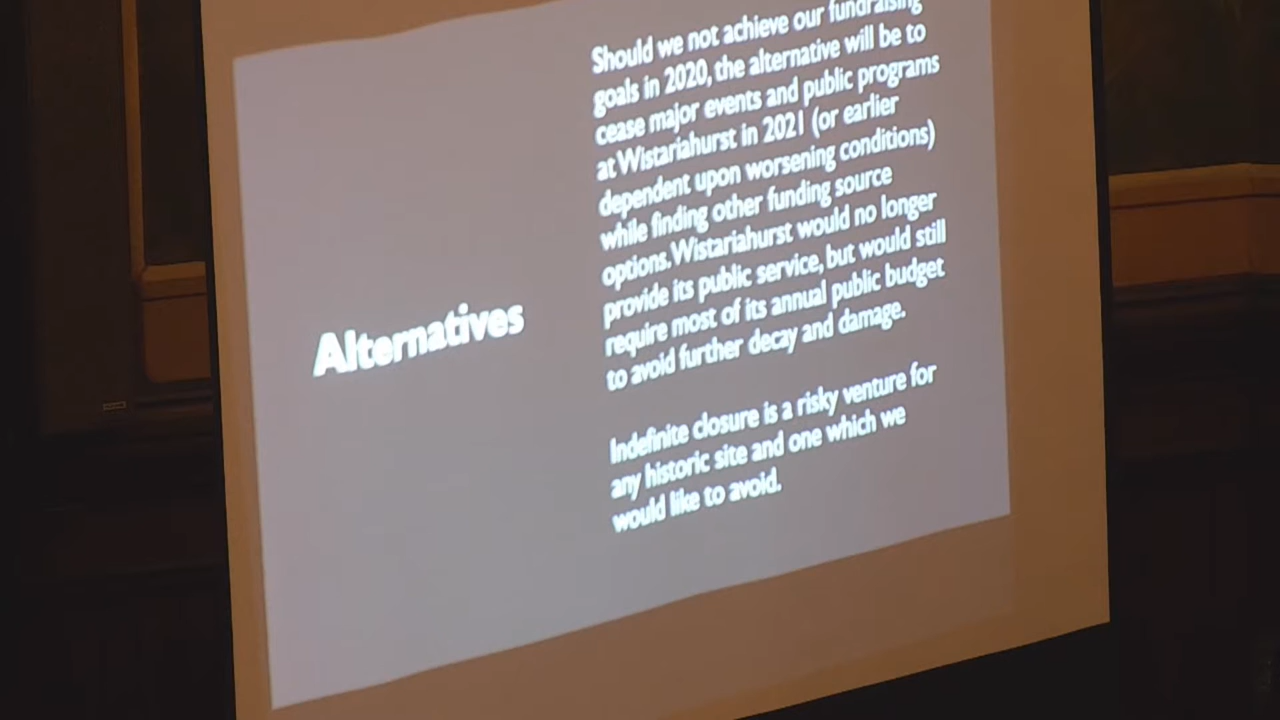 Alternatives
Should we not achieve our fundraising
goals in 2020, the alternative will be to
cease major events and public programs
at Wistariahurst in 2021 (or earlier
dependent upon worsening conditions)
while finding other funding source
options. Wistariahurst would no longer
provide its public service, but would still
require most of its annual public budget
to avoid further decay and damage.
Indefinite closure is a risky venture for
any historic site and one which we
would like to avoid.